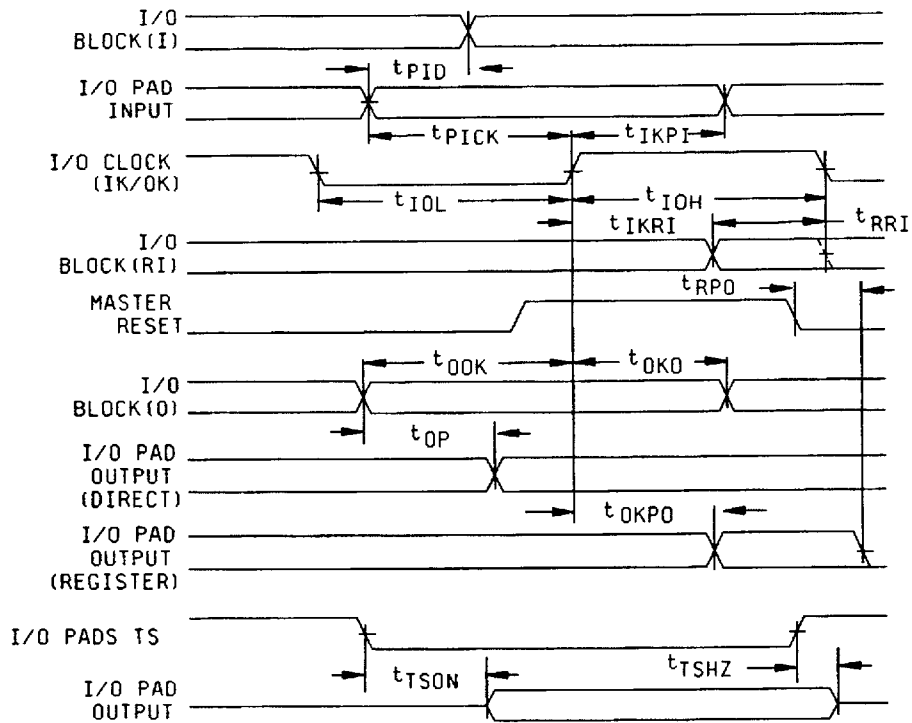 I/O
BLOCK(I)
tPID
I/O PAD
INPUT
tPICK
tIKPI
I/O CLOCK
(IK/OK)
tIOL
tIOH
tIKRI
tRRI
I/O
BLOCK(RI)
tRPO
MASTER
RESET
tOOK
tOKO
I/O
BLOCK(O)
tOP
I/O PAD
OUTPUT
(DIRECT)
tOKPO
I/O PAD
OUTPUT
(REGISTER)
I/O PADS TS
tTSON
tTSHZ
I/O PAD
OUTPUT